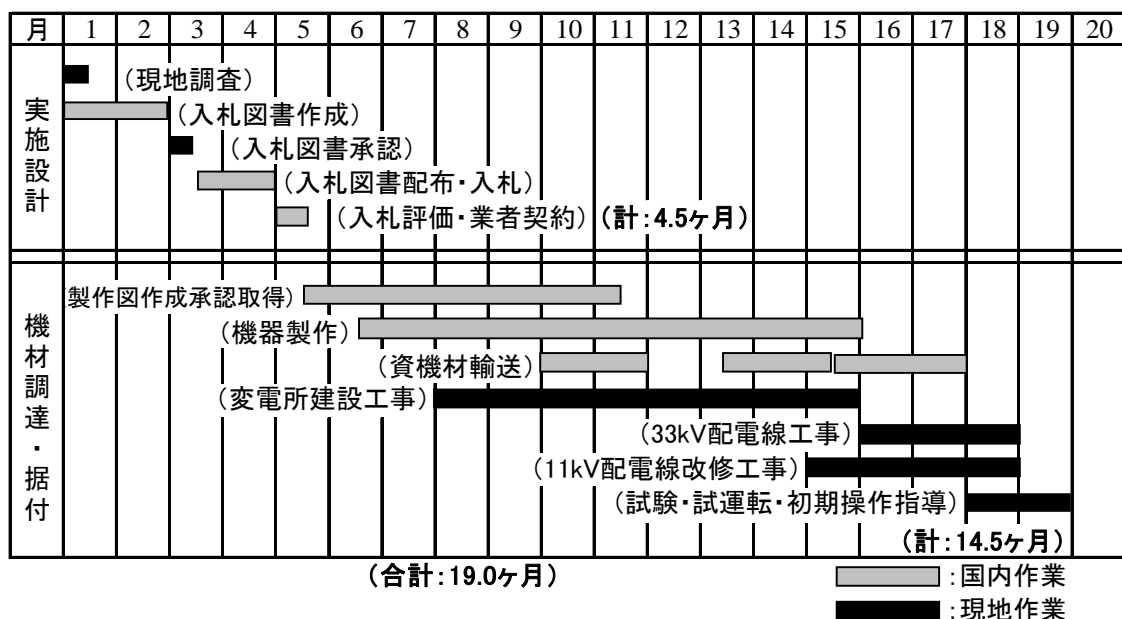 月 1 2 3 4 5 6 7 8 9 10 11 12 13 14 15 16 17 18 19 20
実施設計
(現地調査)
(入札図書作成)
(入札図書承認)
(入札図書配布・入札)
(入札評価・業者契約) (計:4.5ヶ月)
機材調達・据付
(製作図作成承認取得)
(機器製作)
(資機材輸送)
(変電所建設工事)
(33kV配電線工事)
(11kV配電線改修工事)
(試験・試運転・初期操作指導)
(計:14.5ヶ月)
(合計:19.0ヶ月)
:国内作業
:現地作業